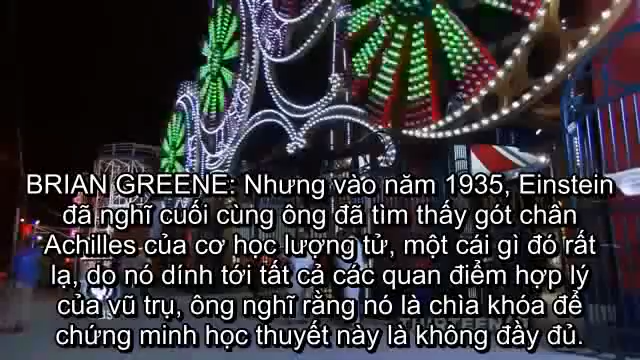 BRIAN GREENE: Nhưng vào năm 1935, Einstein
đã nghĩ cuối cùng ông đã tìm thấy gót chân
Achilles của cơ học lượng tử, một cái gì đó rất
lạ, do nó dính tới tất cả các quan điểm hợp lý
của vũ trụ, ông nghĩ rằng nó là chìa khóa để
chứng minh học thuyết này là không đầy đủ.